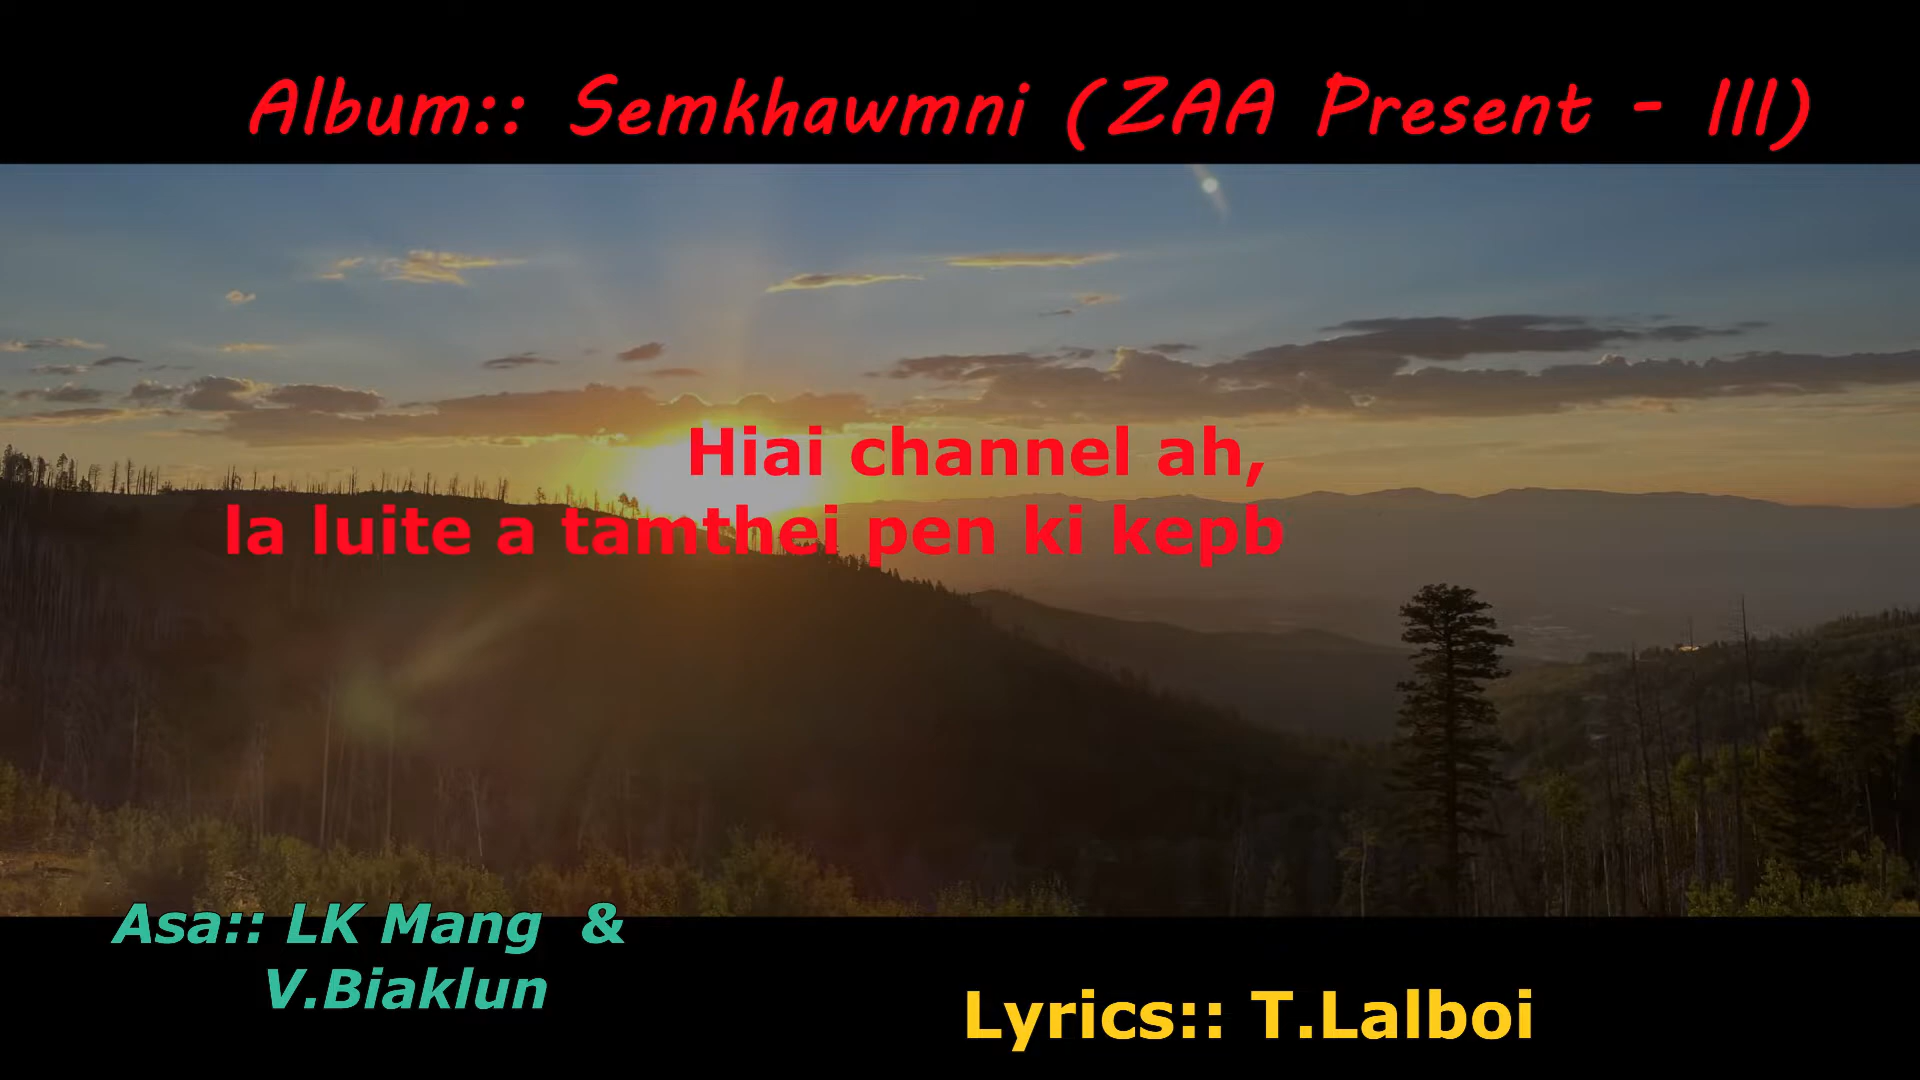 Album:: Semkhawmni (ZAA Present - III)
Hiai channel ah,
la luite a tamthei pen ki kepb
Asa:: LK Mang &
V.Biaklun
Lyrics:: T.Lalboi